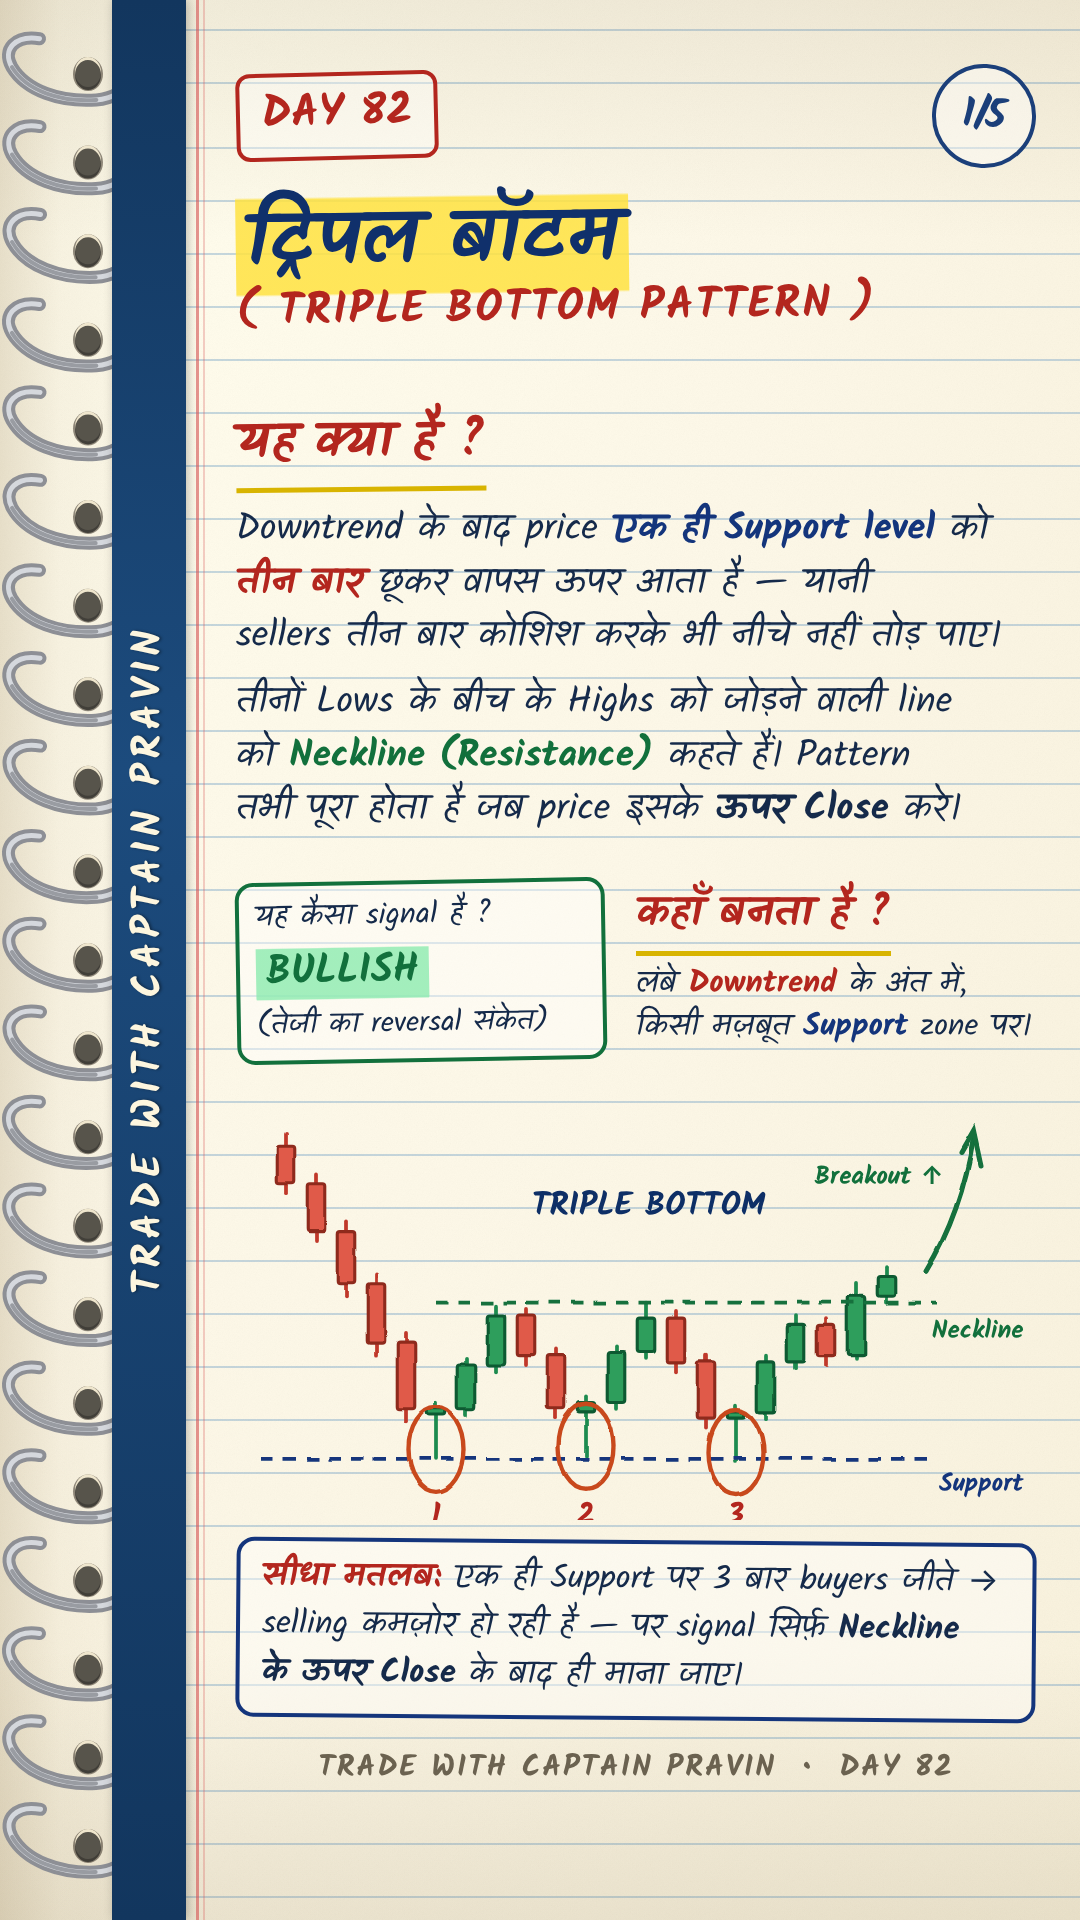 DAY 82
1/5
ट्रिपल बॉटम
( TRIPLE BOTTOM PATTERN )
यह क्या है ?
Downtrend के बाद price एक ही Support level को
तीन बार छूकर वापस ऊपर आता है — यानी
sellers तीन बार कोशिश करके भी नीचे नहीं तोड़ पाए।
तीनों Lows के बीच के Highs को जोड़ने वाली line
को Neckline (Resistance) कहते हैं। Pattern
तभी पूरा होता है जब price इसके ऊपर Close करे।
यह कैसा signal है ?
BULLISH
(तेजी का reversal संकेत)
कहाँ बनता है ?
लंबे Downtrend के अंत में,
किसी मज़बूत Support zone पर।
Breakout ↑
TRIPLE BOTTOM
Neckline
Support
1 2 3
सीधा मतलब: एक ही Support पर 3 बार buyers जीते →
selling कमज़ोर हो रही है — पर signal सिर्फ़ Neckline
के ऊपर Close के बाद ही माना जाए।
TRADE WITH CAPTAIN PRAVIN · DAY 82
TRADE WITH CAPTAIN PRAVIN